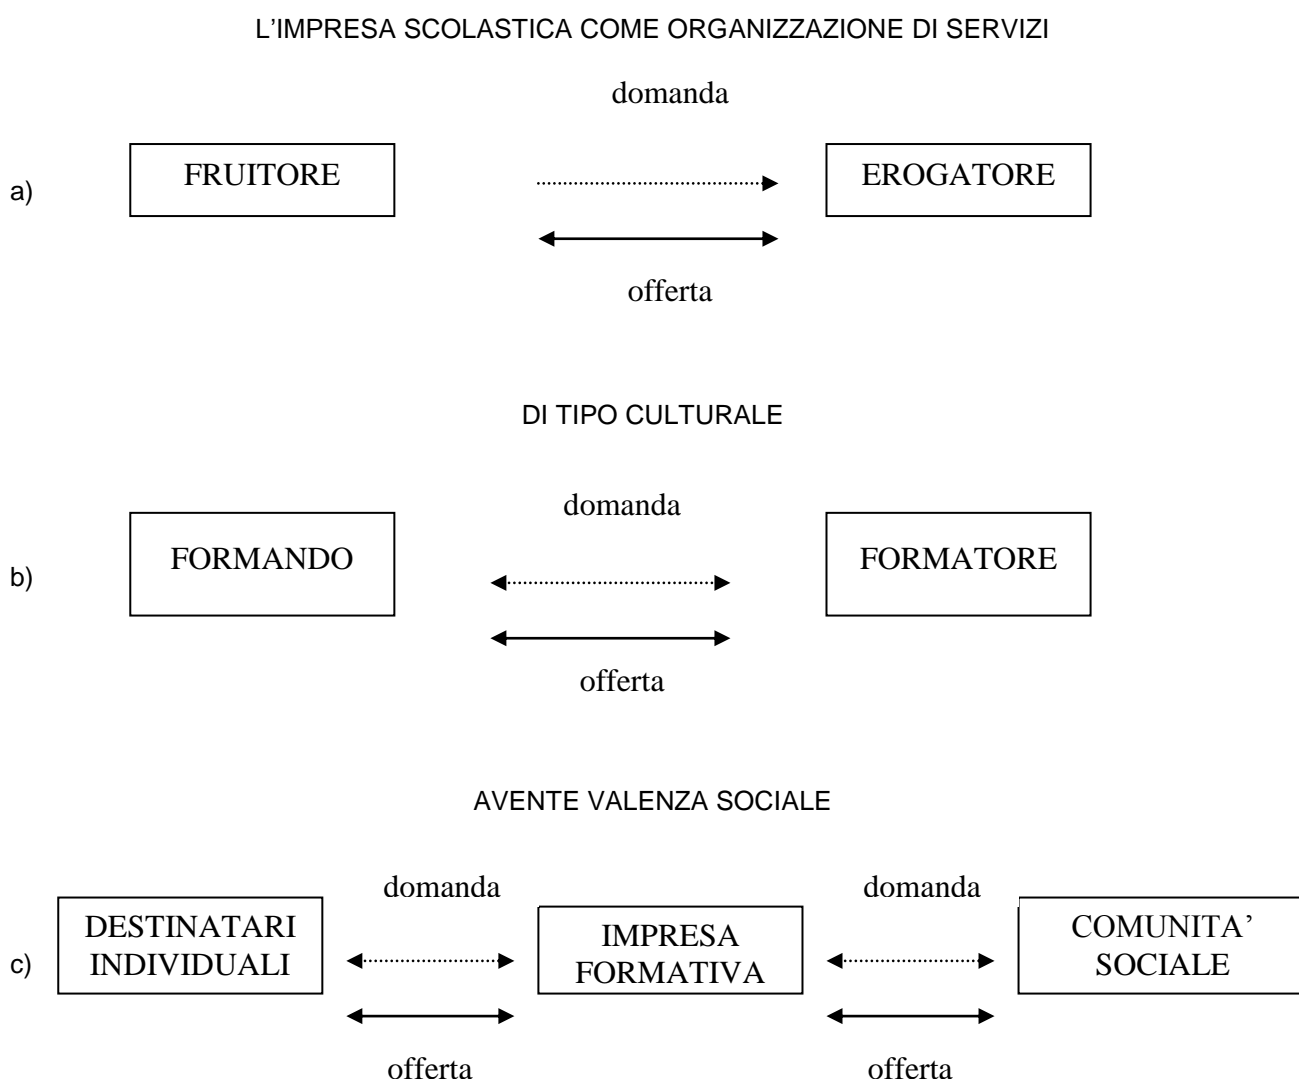 L'IMPRESA SCOLASTICA COME ORGANIZZAZIONE DI SERVIZI
domanda
a)
FRUITORE
EROGATORE
offerta
DI TIPO CULTURALE
domanda
b)
FORMANDO
FORMATORE
offerta
AVENTE VALENZA SOCIALE
domanda
domanda
c)
DESTINATARI
INDIVIDUALI
IMPRESA
FORMATIVA
COMUNITA’
SOCIALE
offerta
offerta